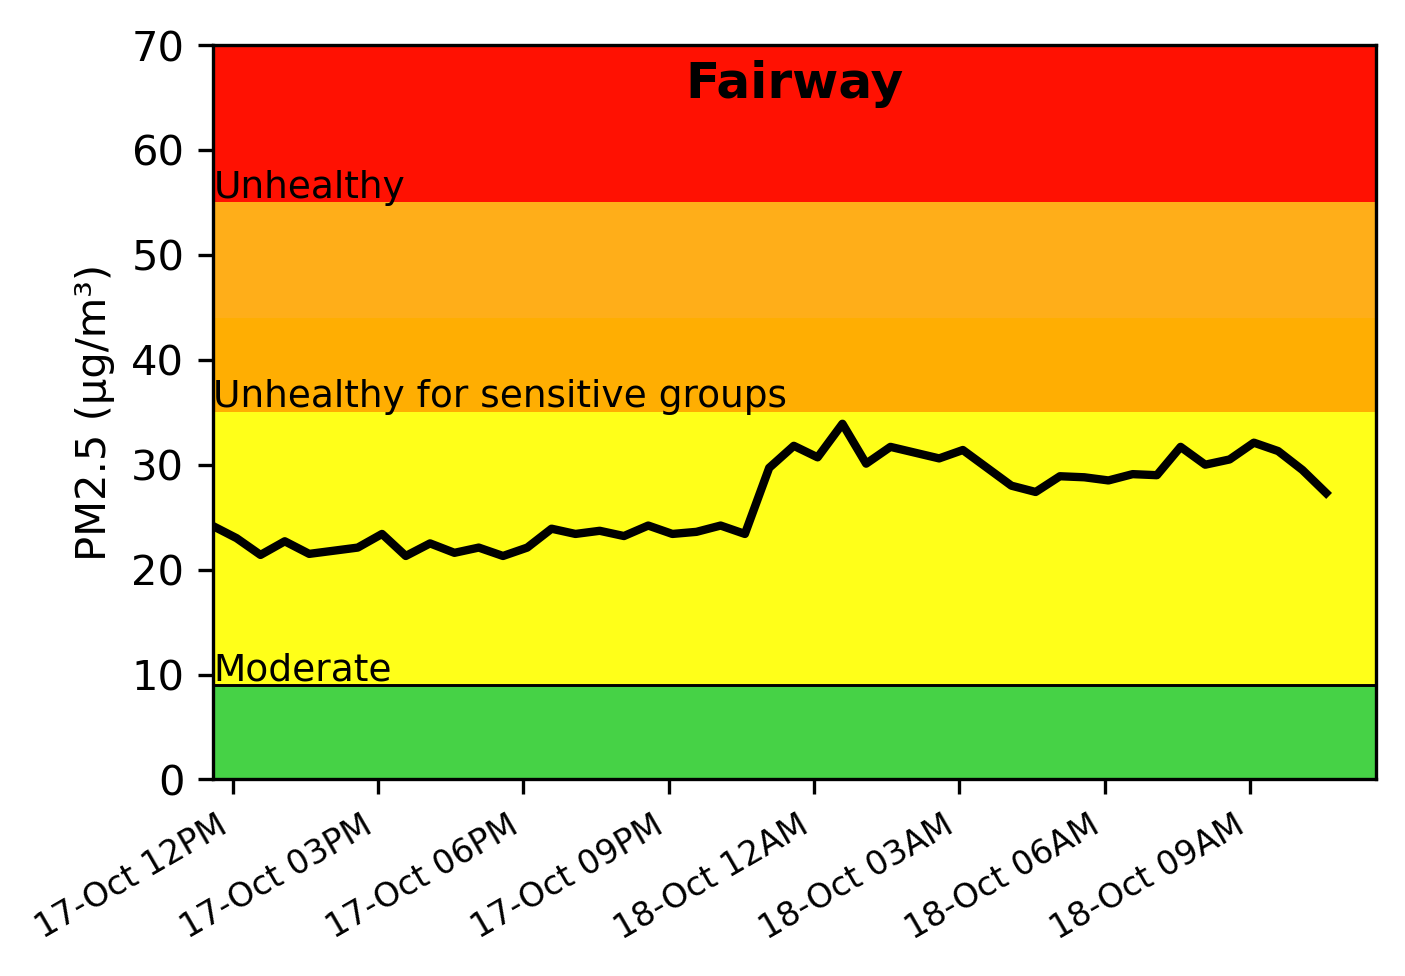 Fairway
70
60
Unhealthy
50
40
Unhealthy for sensitive groups
30
20
Moderate
10
0
PM2.5 (µg/m³)
17-Oct 12PM
17-Oct 03PM
17-Oct 06PM
17-Oct 09PM
18-Oct 12AM
18-Oct 03AM
18-Oct 06AM
18-Oct 09AM